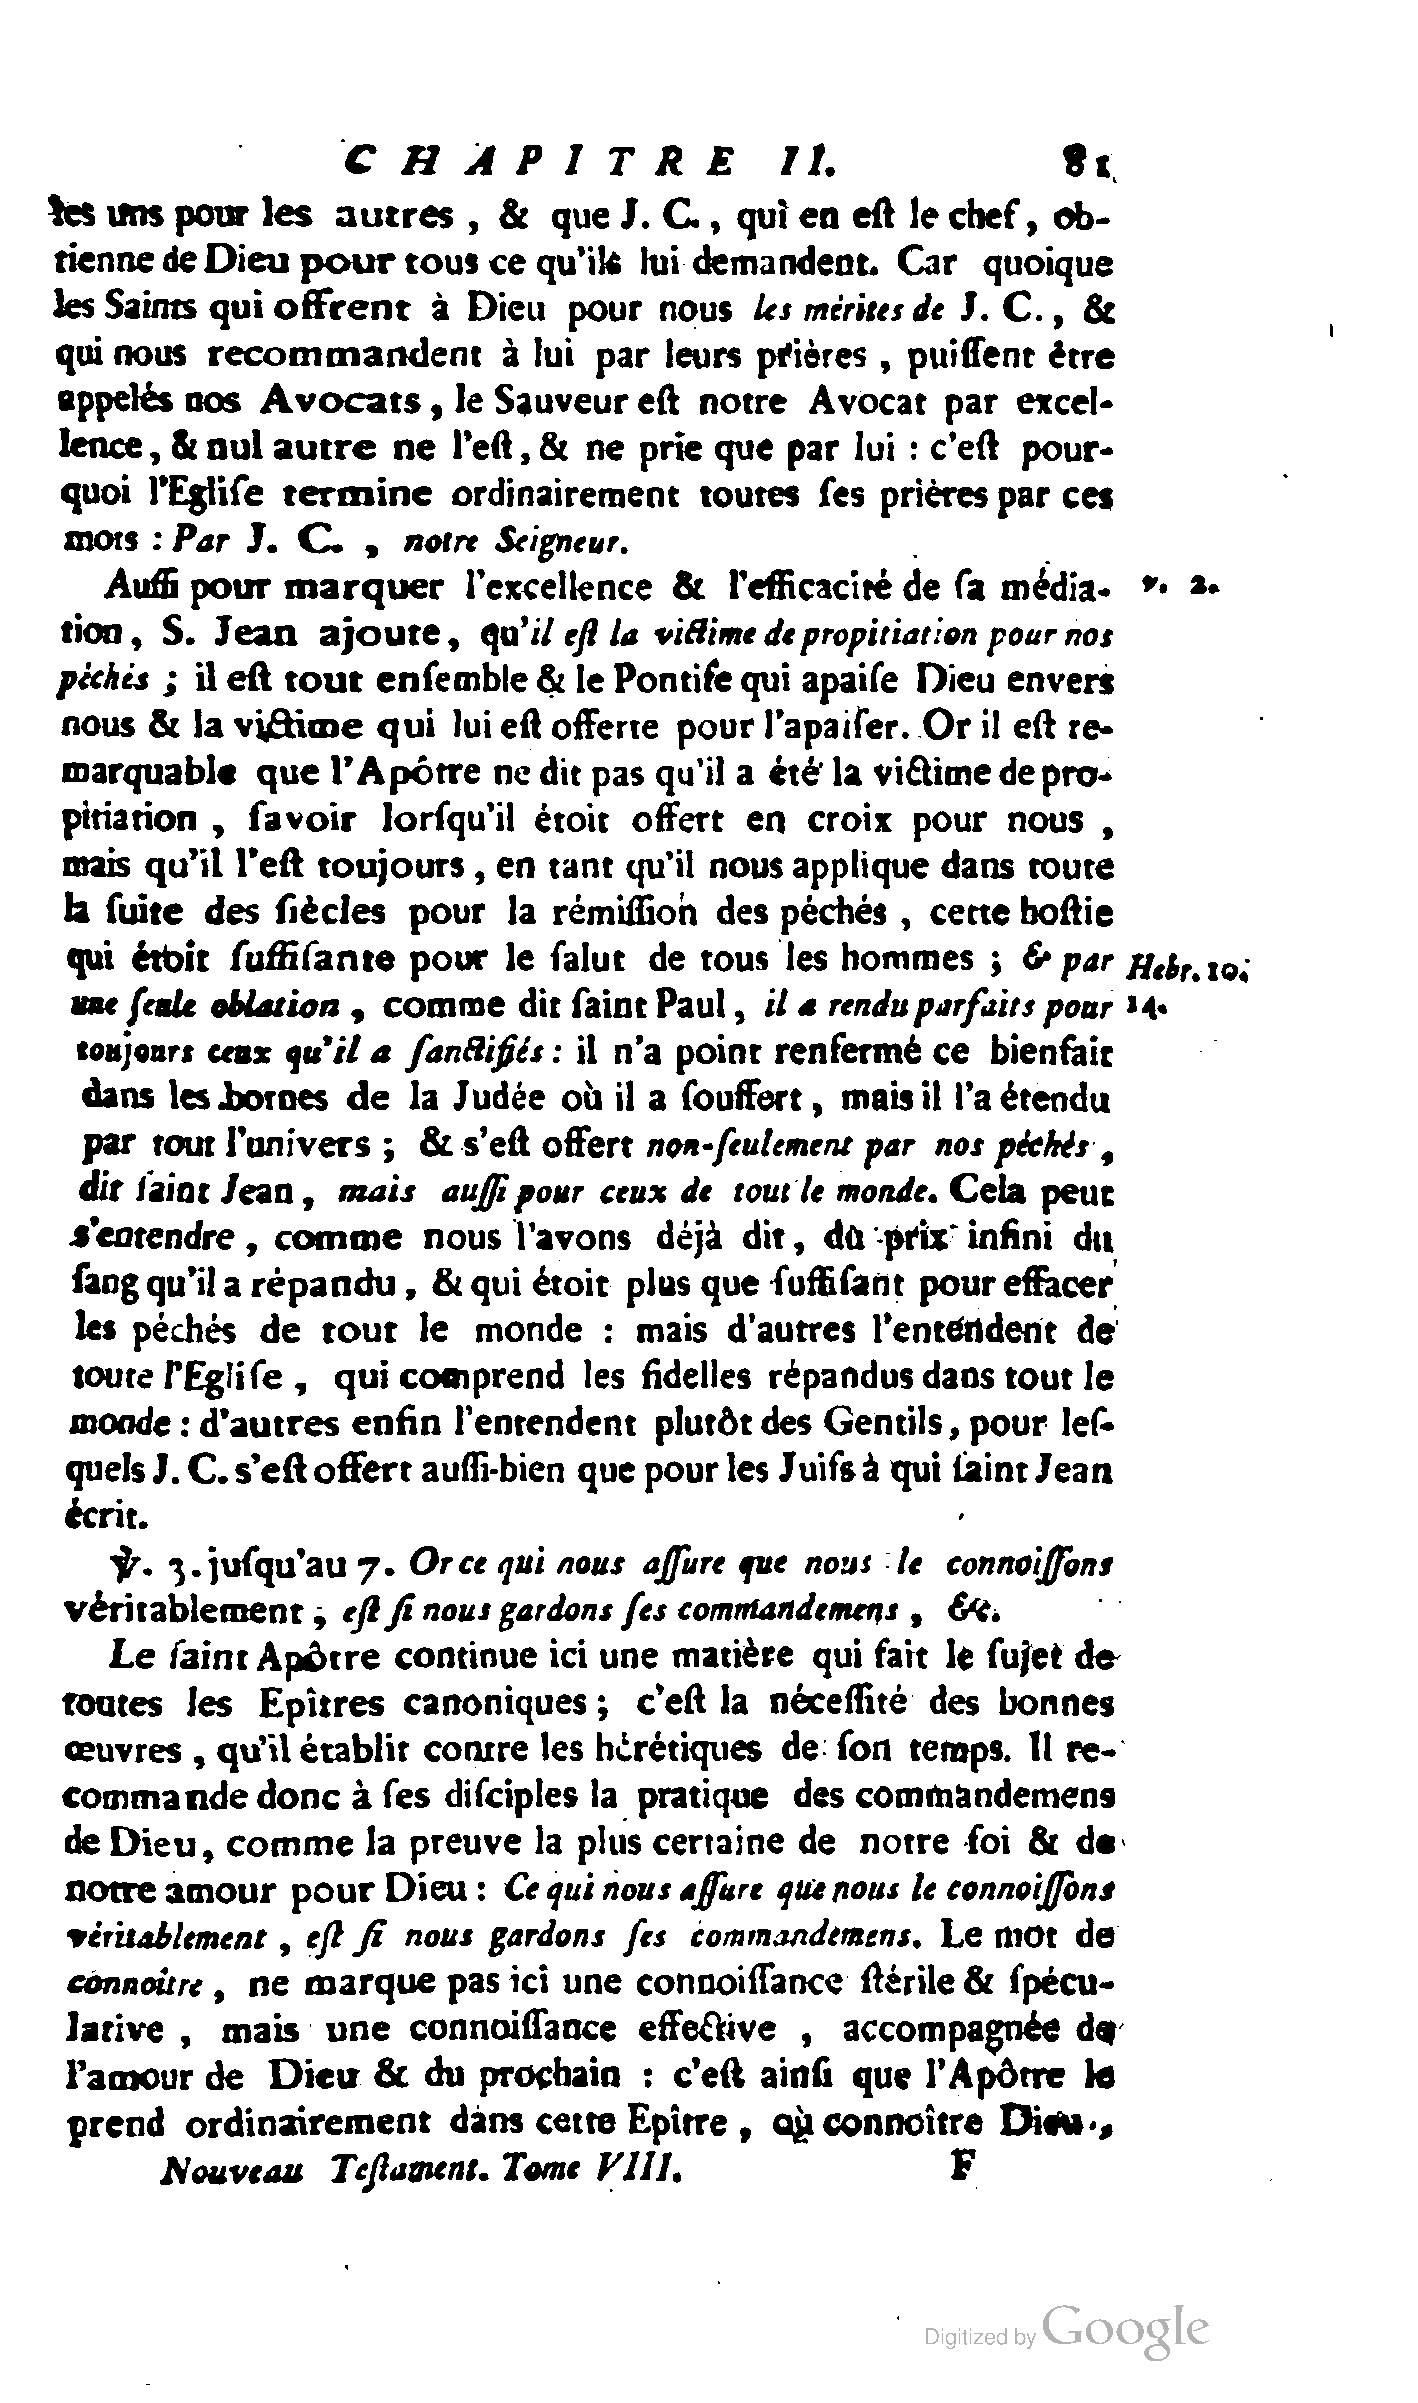 CHAPITRE II. 81
les uns pour les autres, & que J. C., qui en eſt le chef, ob-
tienne de Dieu pour tous ce qu'ils lui demandent. Car quoique
les Saints qui offrent à Dieu pour nous les mérites de J. C., &
qui nous recommandent à lui par leurs prières, puiſſent être
appelés nos Avocats, le Sauveur eſt notre Avocat par excel-
lence, & nul autre ne l'eſt, & ne prie que par lui : c'eſt pour-
quoi l'Egliſe termine ordinairement toutes ſes prières par ces
mots : Par J. C., notre Seigneur.
Auſſi pour marquer l'excellence & l'efficacité de ſa média- v. 2.
tion, S. Jean ajoute, qu'il eſt la victime de propitiation pour nos
péchés ; il eſt tout enſemble & le Pontife qui apaiſe Dieu envers
nous & la victime qui lui eſt offerte pour l'apaiſer. Or il eſt re-
marquable que l'Apôtre ne dit pas qu'il a été la victime de pro-
pitiation, ſavoir lorſqu'il étoit offert en croix pour nous,
mais qu'il l'eſt toujours, en tant qu'il nous applique dans toute
la ſuite des ſiècles pour la rémiſſion des péchés, cette hoſtie
qui étoit ſuffiſante pour le ſalut de tous les hommes ; & par Hebr. 10.
une ſeule oblation, comme dit ſaint Paul, il a rendu parfaits pour 14.
toujours ceux qu'il a ſanctifiés : il n'a point renfermé ce bienfait
dans les bornes de la Judée où il a ſouffert, mais il l'a étendu
par tout l'univers ; & s'eſt offert non-ſeulement par nos péchés,
dit ſaint Jean, mais auſſi pour ceux de tout le monde. Cela peut
s'entendre, comme nous l'avons déjà dit, du prix infini du
ſang qu'il a répandu, & qui étoit plus que ſuffiſant pour effacer
les péchés de tout le monde : mais d'autres l'entendent de
toute l'Egliſe, qui comprend les fidelles répandus dans tout le
monde : d'autres enfin l'entendent plutôt des Gentils, pour leſ-
quels J. C. s'eſt offert auſſi-bien que pour les Juifs à qui ſaint Jean
écrit.
℣. 3. juſqu'au 7. Or ce qui nous aſſure que nous le connoiſſons
véritablement, eſt ſi nous gardons ſes commandemens, &c.
Le ſaint Apôtre continue ici une matière qui fait le ſujet de
toutes les Epîtres canoniques ; c'eſt la néceſſité des bonnes
œuvres, qu'il établit contre les hérétiques de ſon temps. Il re-
commande donc à ſes diſciples la pratique des commandemens
de Dieu, comme la preuve la plus certaine de notre foi & de
notre amour pour Dieu : Ce qui nous aſſure que nous le connoiſſons
véritablement, eſt ſi nous gardons ſes commandemens. Le mot de
connoître, ne marque pas ici une connoiſſance ſtérile & ſpécu-
lative, mais une connoiſſance effective, accompagnée de
l'amour de Dieu & du prochain : c'eſt ainſi que l'Apôtre le
prend ordinairement dans cette Epître, où connoître Dieu,
Nouveau Teſtament. Tome VIII. F
Digitized by Google